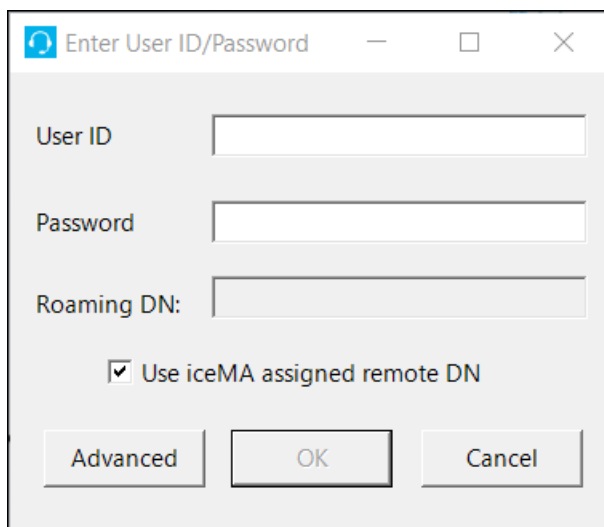 Enter User ID/Password
User ID
Password
Roaming DN:
Use iceMA assigned remote DN
Advanced OK Cancel